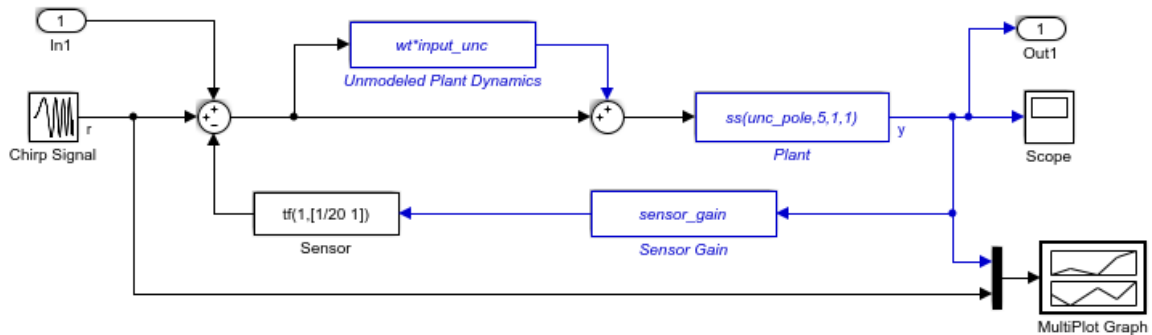 1
In1
wt*input_unc
Unmodeled Plant Dynamics
1
Out1
r
Chirp Signal
+
+
−
+
+
ss(unc_pole,5,1,1)
Plant
y
Scope
tf(1,[1/20 1])
Sensor
sensor_gain
Sensor Gain
MultiPlot Graph